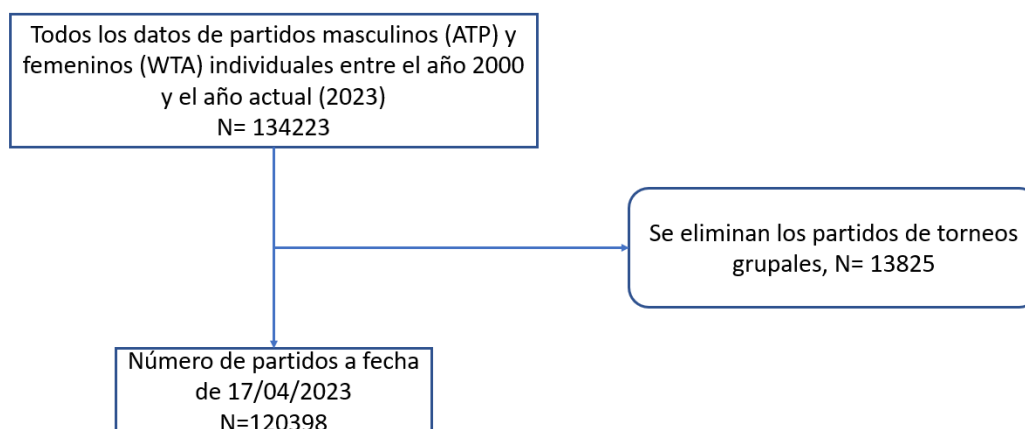 Todos los datos de partidos masculinos (ATP) y
femeninos (WTA) individuales entre el año 2000
y el año actual (2023)
N= 134223
Se eliminan los partidos de torneos
grupales, N= 13825
Número de partidos a fecha
de 17/04/2023
N=120398